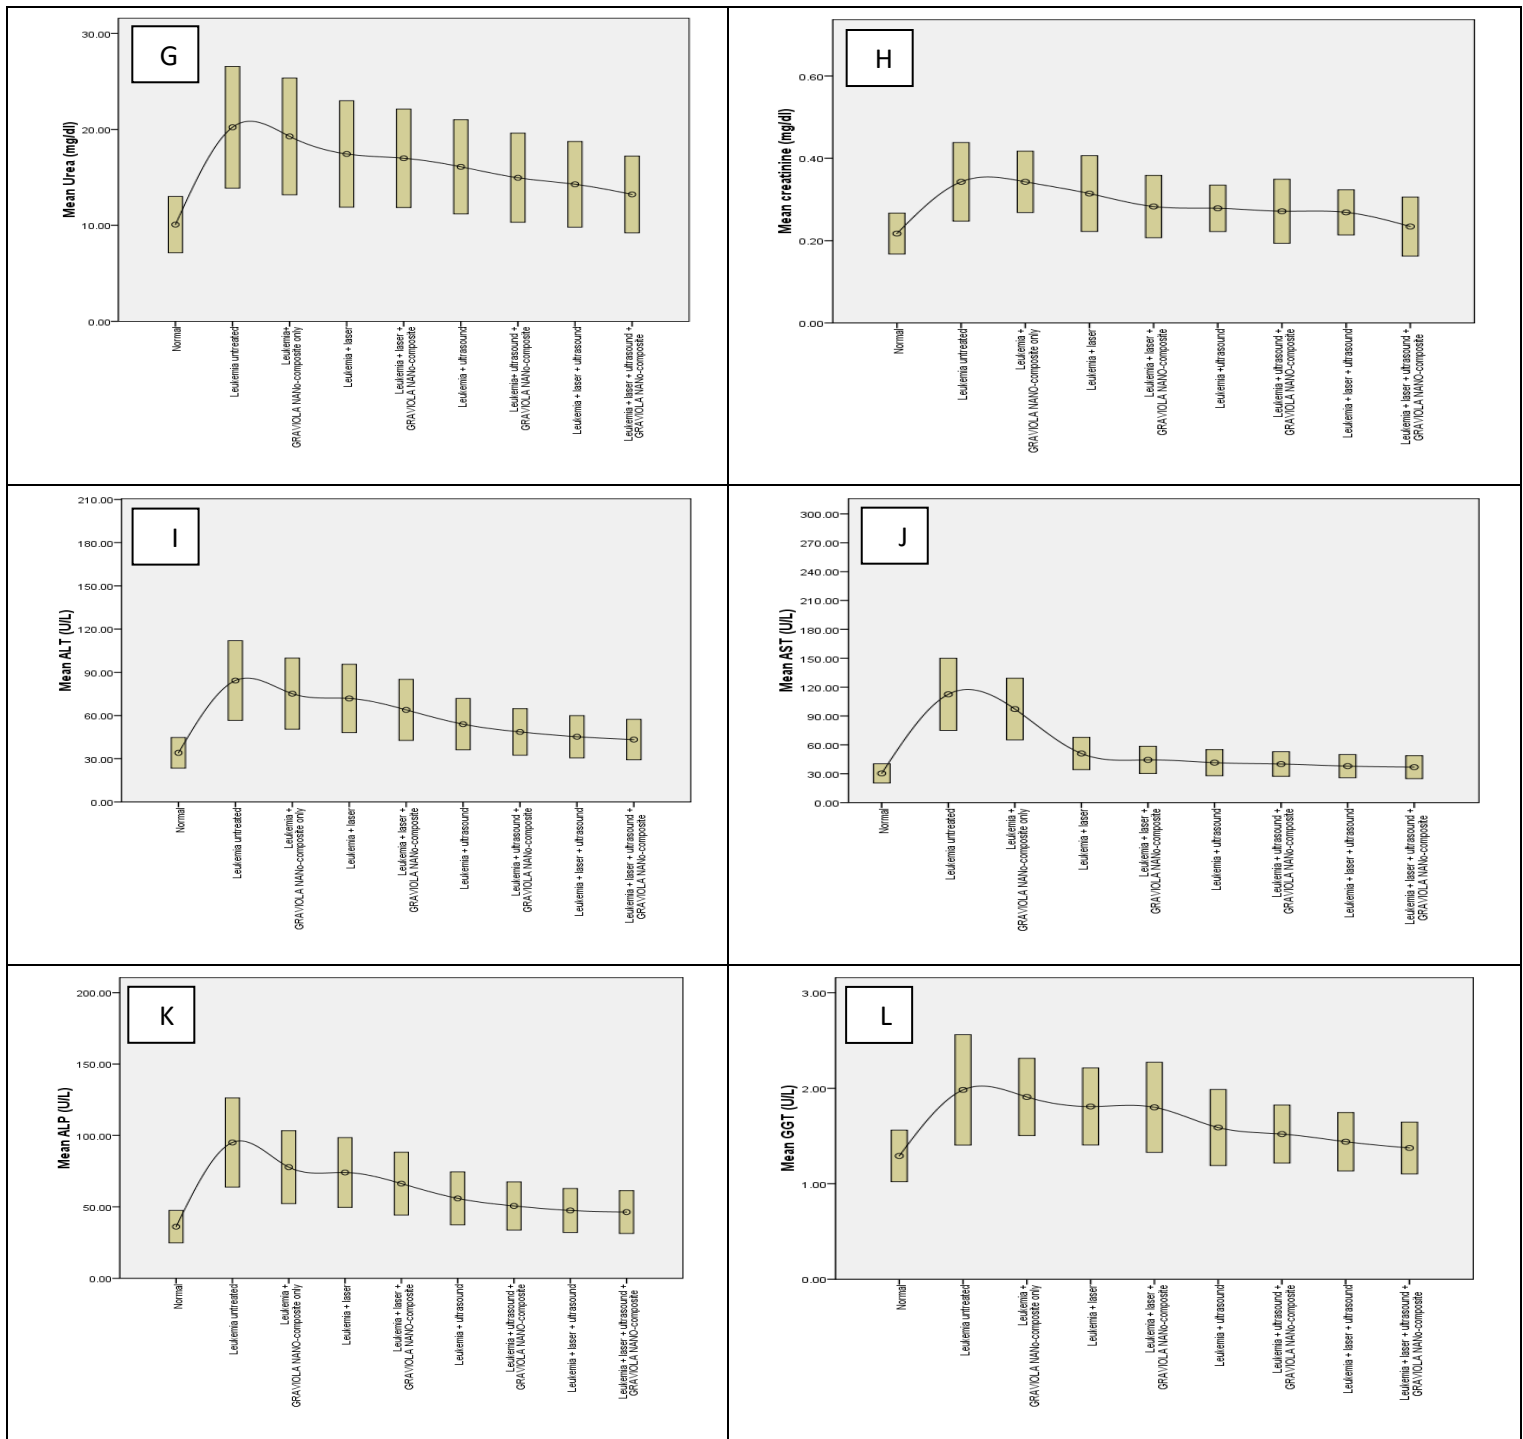 G
Mean Urea (mg/dl)
30.00
20.00
10.00
0.00
Normal
Leukemia untreated
Leukemia+
GRAVIOLA NANo-composite only
Leukemia + laser
Leukemia + laser +
GRAVIOLA NANo-composite
Leukemia + ultrasound
Leukemia+ ultrasound +
GRAVIOLA NANo-composite
Leukemia + laser + ultrasound
Leukemia + laser + ultrasound +
GRAVIOLA NANo-composite
H
Mean creatinine (mg/dl)
0.60
0.40
0.20
0.00
Normal
Leukemia untreated
Leukemia +
GRAVIOLA NANO-composite only
Leukemia + laser
Leukemia + laser +
GRAVIOLA NANO-composite
Leukemia +ultrasound
Leukemia + ultrasound +
GRAVIOLA NANO-composite
Leukemia + laser + ultrasound
Leukemia + laser + ultrasound +
GRAVIOLA NANO-composite
I
Mean ALT (U/L)
210.00
180.00
150.00
120.00
90.00
60.00
30.00
0.00
Normal
Leukemia untreated
Leukemia +
GRAVIOLA NANo-composite only
Leukemia + laser
Leukemia + laser +
GRAVIOLA NANo-composite
Leukemia + ultrasound
Leukemia + ultrasound +
GRAVIOLA NANo-composite
Leukemia + laser + ultrasound
Leukemia + laser + ultrasound +
GRAVIOLA NANo-composite
J
Mean AST (U/L)
300.00
270.00
240.00
210.00
180.00
150.00
120.00
90.00
60.00
30.00
0.00
Normal
Leukemia untreated
Leukemia +
GRAVIOLA NANo-composite only
Leukemia + laser
Leukemia + laser +
GRAVIOLA NANo-composite
Leukemia + ultrasound
Leukemia + ultrasound +
GRAVIOLA NANo-composite
Leukemia + laser + ultrasound
Leukemia + laser + ultrasound +
GRAVIOLA NANo-composite
K
Mean ALP (U/L)
200.00
150.00
100.00
50.00
0.00
Normal
Leukemia untreated
Leukemia +
GRAVIOLA NANO-composite only
Leukemia + laser
Leukemia + laser +
GRAVIOLA NANO-composite
Leukemia + ultrasound
Leukemia + ultrasound +
GRAVIOLA NANO-composite
Leukemia + laser + ultrasound
Leukemia + laser + ultrasound +
GRAVIOLA NANO-composite
L
Mean GGT (U/L)
3.00
2.00
1.00
0.00
Normal
Leukemia untreated
Leukemia +
GRAVIOLA NANo-composite only
Leukemia + laser
Leukemia + laser +
GRAVIOLA NANo-composite
Leukemia + ultrasound
Leukemia + ultrasound +
GRAVIOLA NANo-composite
Leukemia + laser + ultrasound
Leukemia + laser + ultrasound +
GRAVIOLA NANo-composite